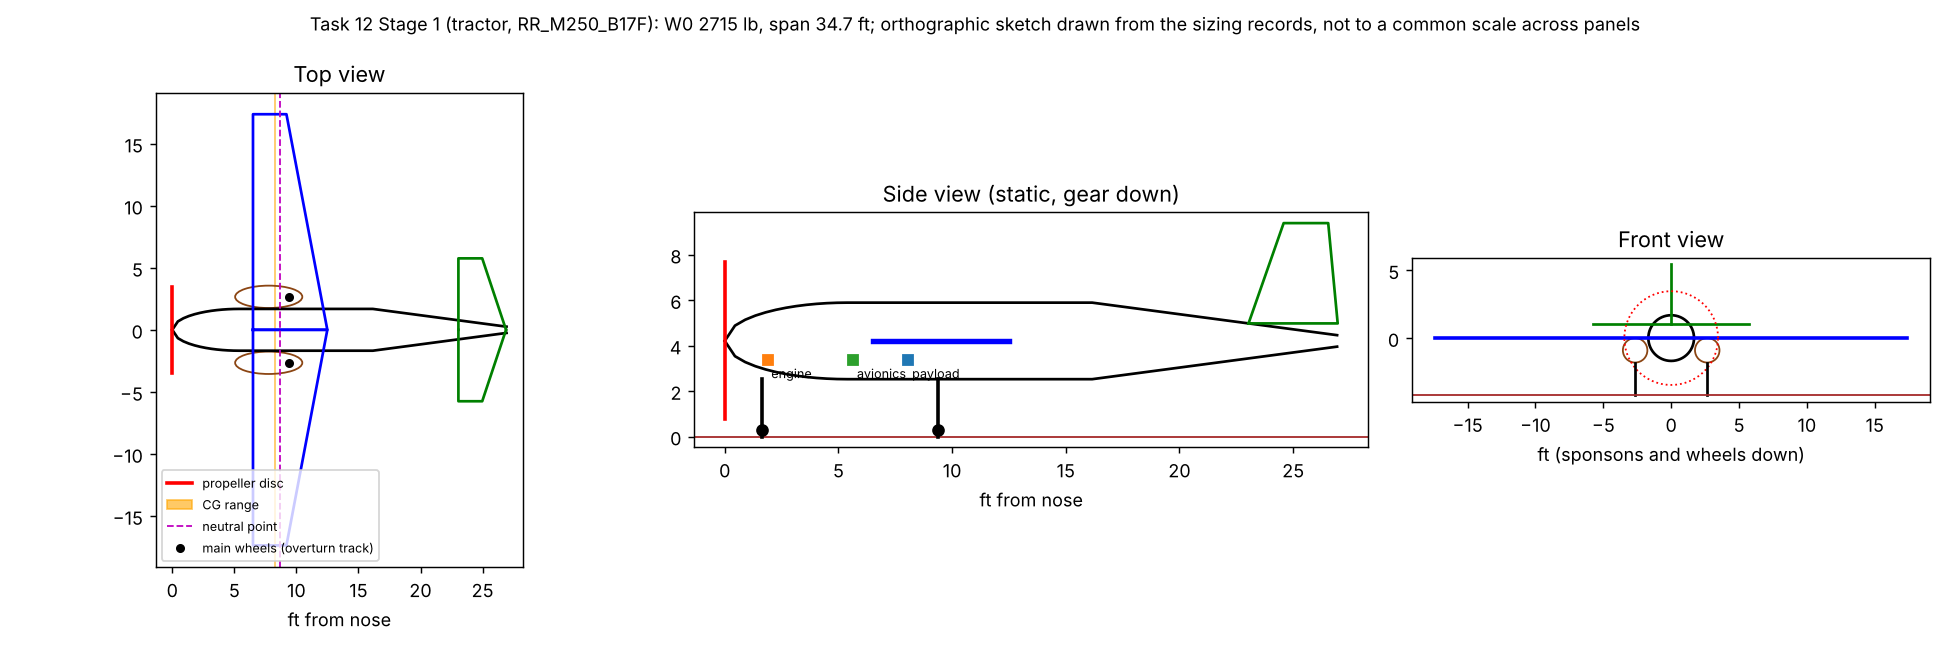 Task 12 Stage 1 (tractor, RR_M250_B17F): W0 2715 lb, span 34.7 ft; orthographic sketch drawn from the sizing records, not to a common scale across panels
Top view
15
10
5
0
−5
−10
−15
propeller disc
CG range
neutral point
main wheels (overturn track)
0 5 10 15 20 25
ft from nose
Side view (static, gear down)
8
6
4
2
0
engine avionics payload
0 5 10 15 20 25
ft from nose
Front view
5
0
−15 −10 −5 0 5 10 15
ft (sponsons and wheels down)